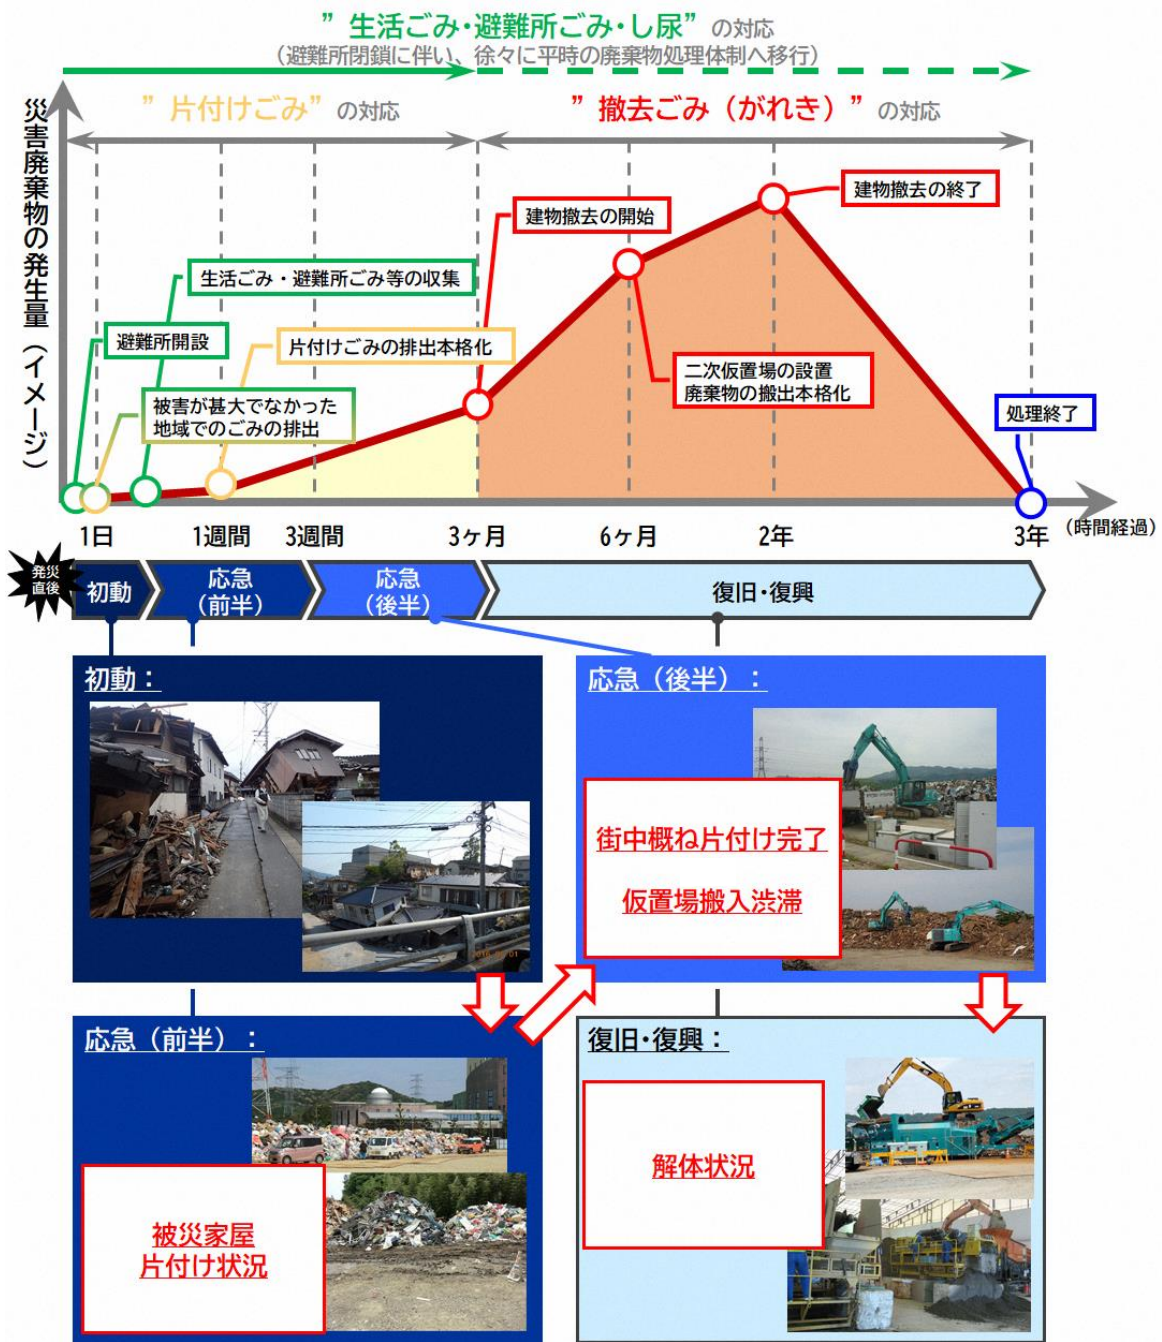 ”生活ごみ・避難所ごみ・し尿” の対応
（避難所閉鎖に伴い、徐々に平時の廃棄物処理体制へ移行）
”片付けごみ” の対応
”撤去ごみ（がれき）” の対応
災害廃棄物の発生量（イメージ）
建物撤去の終了
建物撤去の開始
生活ごみ・避難所ごみ等の収集
避難所開設
片付けごみの排出本格化
二次仮置場の設置
廃棄物の搬出本格化
被害が甚大でなかった
地域でのごみの排出
処理終了
1日
1週間
3週間
3ヶ月
6ヶ月
2年
3年
（時間経過）
発災
直後
初動
応急
（前半）
応急
（後半）
復旧・復興
初動：
応急（後半）：
街中概ね片付け完了
仮置場搬入渋滞
応急（前半）：
被災家屋
片付け状況
復旧・復興：
解体状況